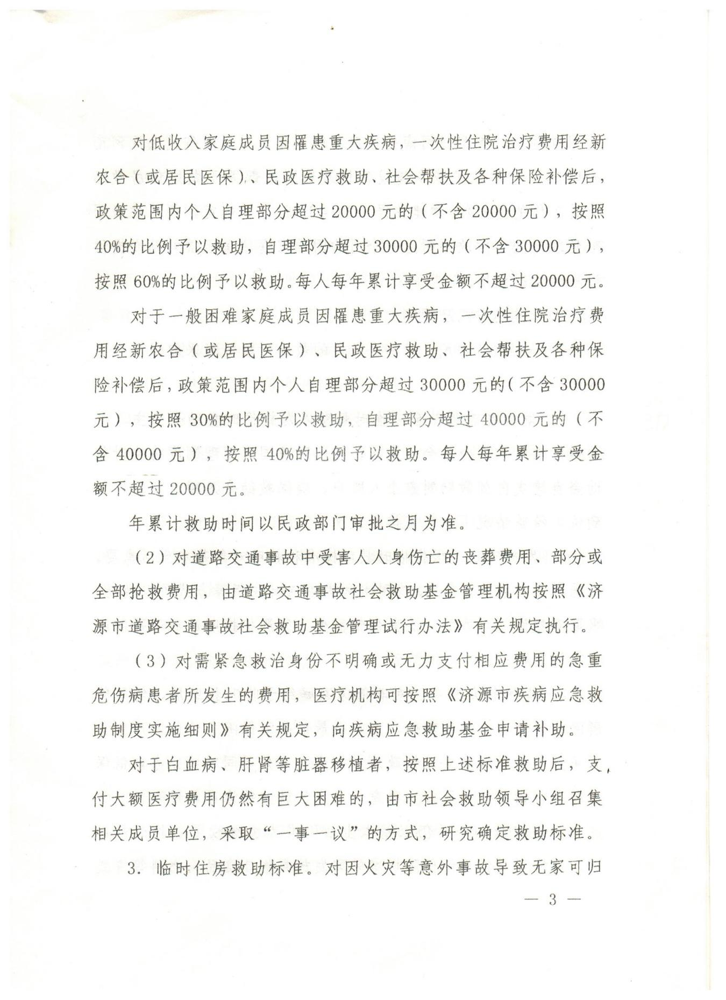 对低收入家庭成员因罹患重大疾病，一次性住院治疗费用经新
农合（或居民医保）、民政医疗救助、社会帮扶及各种保险补偿后，
政策范围内个人自理部分超过20000元的（不含20000元），按照
40%的比例予以救助，自理部分超过30000元的（不含30000元），
按照60%的比例予以救助。每人每年累计享受金额不超过20000元。
对于一般困难家庭成员因罹患重大疾病，一次性住院治疗费
用经新农合（或居民医保）、民政医疗救助、社会帮扶及各种保
险补偿后，政策范围内个人自理部分超过30000元的（不含30000
元），按照30%的比例予以救助，自理部分超过40000元的（不
含40000元），按照40%的比例予以救助。每人每年累计享受金
额不超过20000元。
年累计救助时间以民政部门审批之月为准。
（2）对道路交通事故中受害人人身伤亡的丧葬费用、部分或
全部抢救费用，由道路交通事故社会救助基金管理机构按照《济
源市道路交通事故社会救助基金管理试行办法》有关规定执行。
（3）对需紧急救治身份不明确或无力支付相应费用的急重
危伤病患者所发生的费用，医疗机构可按照《济源市疾病应急救
助制度实施细则》有关规定，向疾病应急救助基金申请补助。
对于白血病、肝肾等脏器移植者，按照上述标准救助后，支
付大额医疗费用仍然有巨大困难的，由市社会救助领导小组召集
相关成员单位，采取“一事一议”的方式，研究确定救助标准。
3. 临时住房救助标准。对因火灾等意外事故导致无家可归
— 3 —